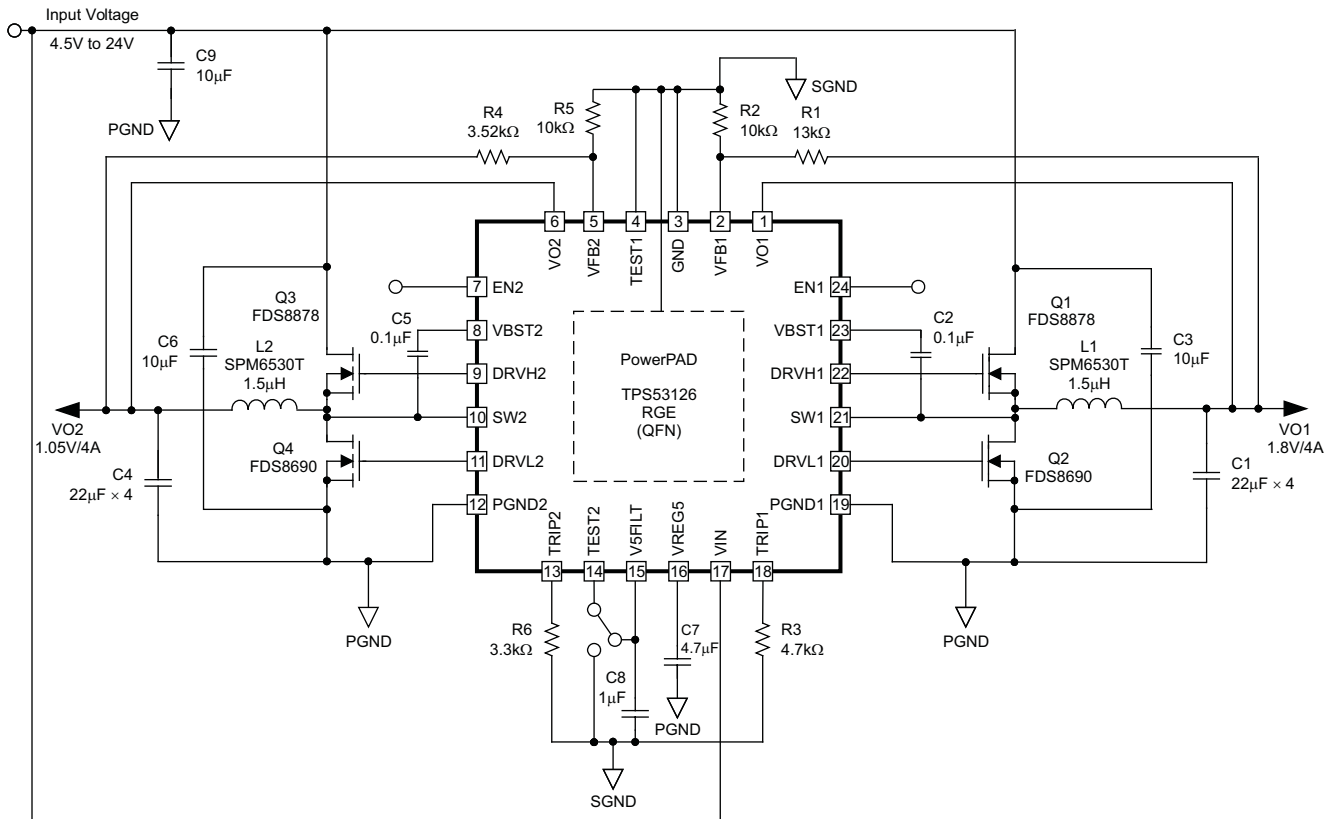 Input Voltage
4.5V to 24V
C9
10μF
PGND
SGND
R4
3.52kΩ
R5
10kΩ
R2
10kΩ
R1
13kΩ
6
5
4
3
2
1
VO2
VFB2
TEST1
GND
VFB1
VO1
7
EN2
EN1
24
8
VBST2
VBST1
23
9
DRVH2
DRVH1
22
10
SW2
SW1
21
11
DRVL2
DRVL1
20
12
PGND2
PGND1
19
PowerPAD
TPS53126
RGE
(QFN)
Q3
FDS8878
C5
0.1μF
C6
10μF
L2
SPM6530T
1.5μH
VO2
1.05V/4A
Q4
FDS8690
C4
22μF × 4
PGND
C2
0.1μF
Q1
FDS8878
C3
10μF
L1
SPM6530T
1.5μH
VO1
1.8V/4A
Q2
FDS8690
C1
22μF × 4
PGND
TRIP2
TEST2
V5FILT
VREG5
VIN
TRIP1
13
14
15
16
17
18
R6
3.3kΩ
C8
1μF
C7
4.7μF
PGND
R3
4.7kΩ
SGND